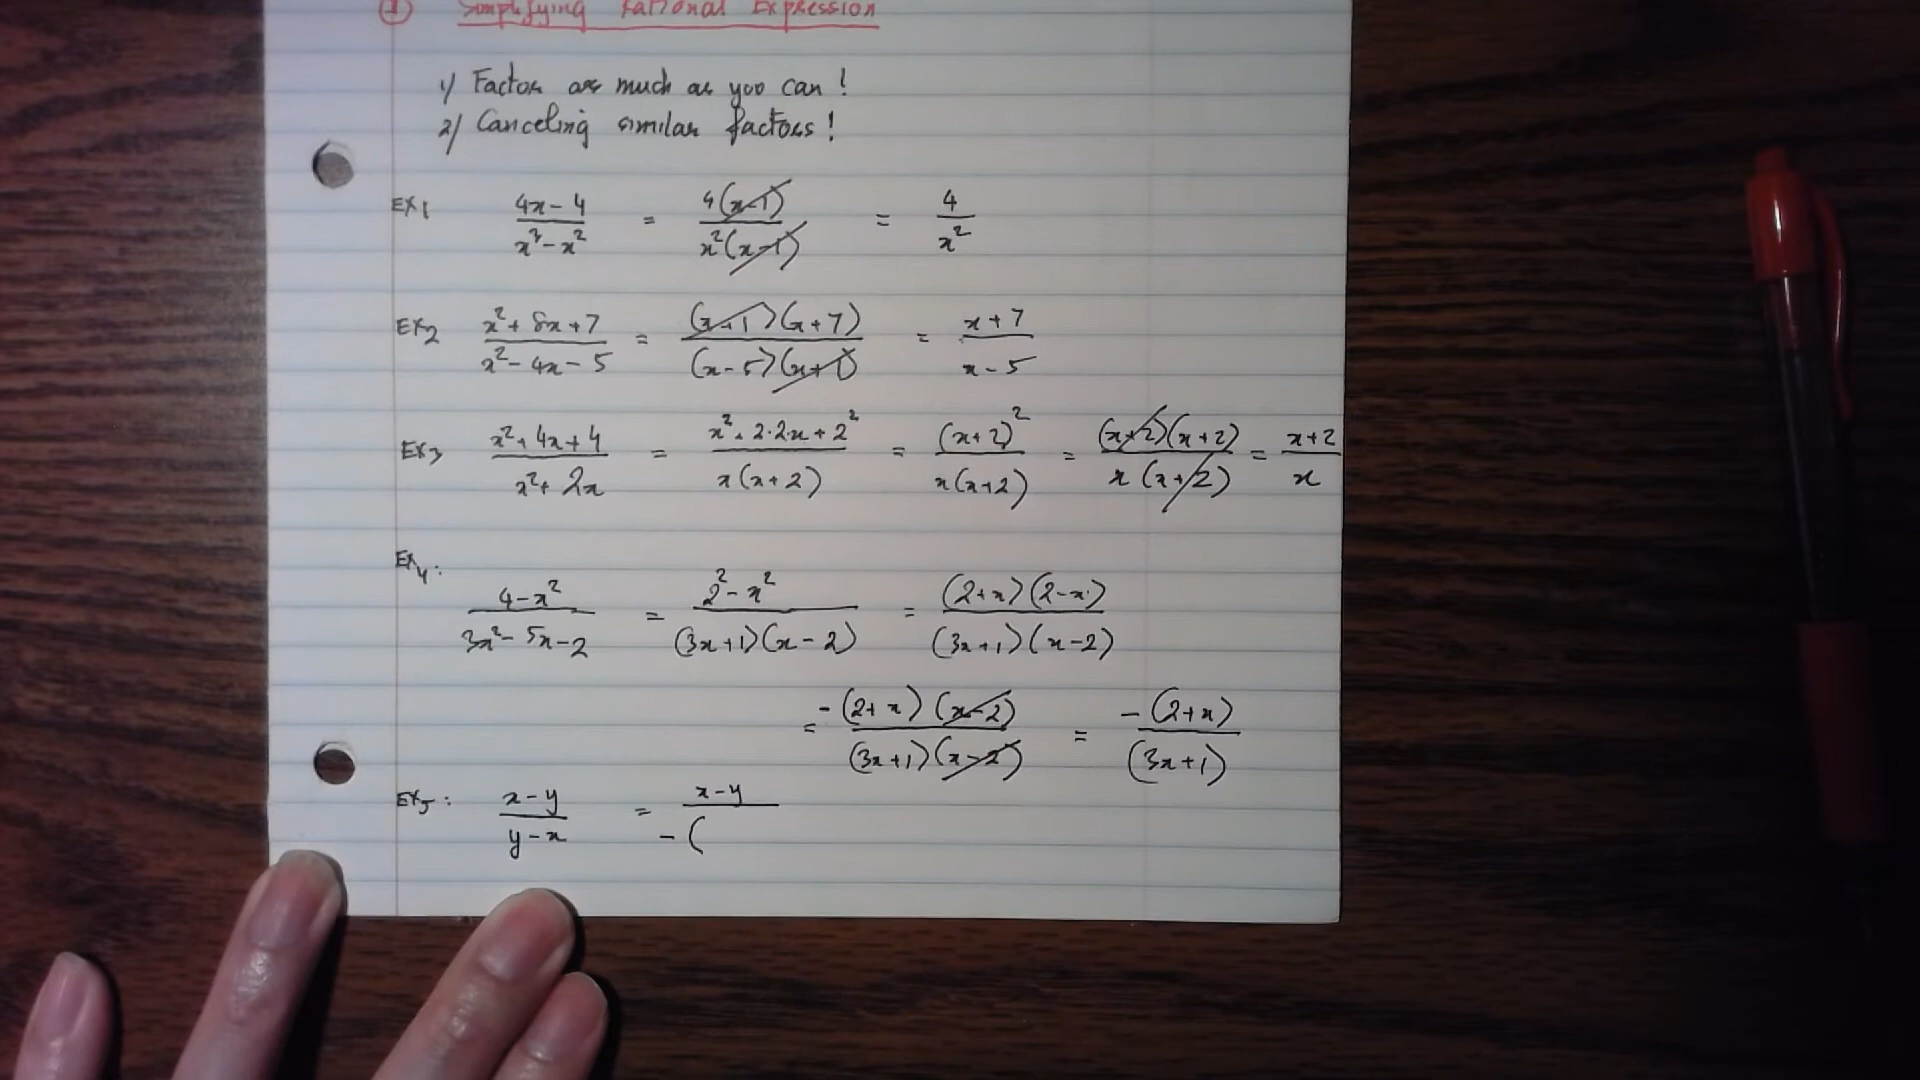 ① Simplifying Rational Expression
1) Factor as much as you can!
2) Canceling similar factors!
EX1 (4x-4)/(x³-x²) = 4(x-1)/(x²(x-1)) = 4/x²
EX2 (x²+8x+7)/(x²-4x-5) = (x+1)(x+7)/((x-5)(x+1)) = (x+7)/(x-5)
EX3 (x²+4x+4)/(x²+2x) = (x²+2·2x+2²)/(x(x+2)) = (x+2)²/(x(x+2)) = (x+2)(x+2)/(x(x+2)) = (x+2)/x
EX4: (4-x²)/(3x²-5x-2) = (2²-x²)/((3x+1)(x-2)) = (2+x)(2-x)/((3x+1)(x-2))
= -(2+x)(x-2)/((3x+1)(x-2)) = -(2+x)/(3x+1)
EX5: (x-y)/(y-x) = (x-y)/-(